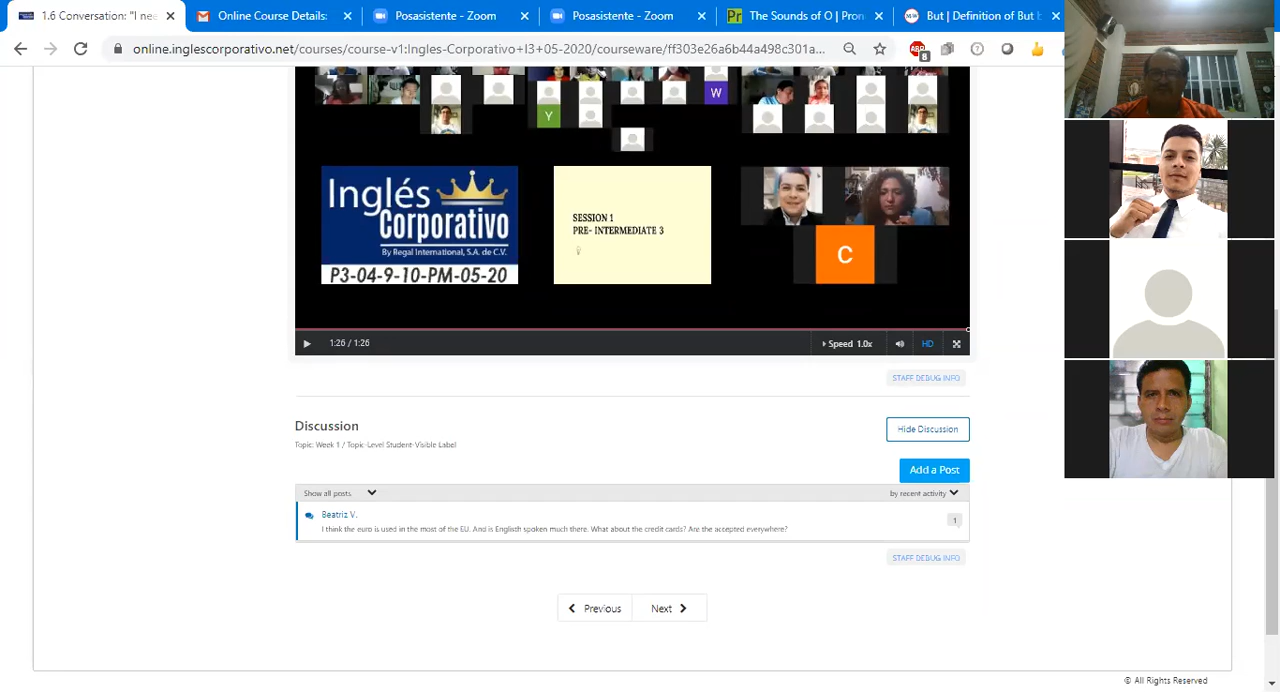 1.6 Conversation: "I nee
Online Course Details:
Posasistente - Zoom
Posasistente - Zoom
Pr
The Sounds of O | Pron
But | Definition of But b
online.inglescorporativo.net/courses/course-v1:Ingles-Corporativo+I3+05-2020/courseware/ff303e26a6b44a498c301a...
ABP
8
W
Y
Inglés
Corporativo
By Regal International, S.A. de C.V.
P3-04-9-10-PM-05-20
SESSION 1
PRE- INTERMEDIATE 3
C
1:26 / 1:26
Speed 1.0x
HD
STAFF DEBUG INFO
Discussion
Hide Discussion
Topic: Week 1 / Topic-Level Student-Visible Label
Add a Post
Show all posts
by recent activity
Beatriz V.
1
I think the euro is used in the most of the EU. And is Englisth spoken much there. What about the credit cards? Are the accepted everywhere?
STAFF DEBUG INFO
Previous
Next
© All Rights Reserved